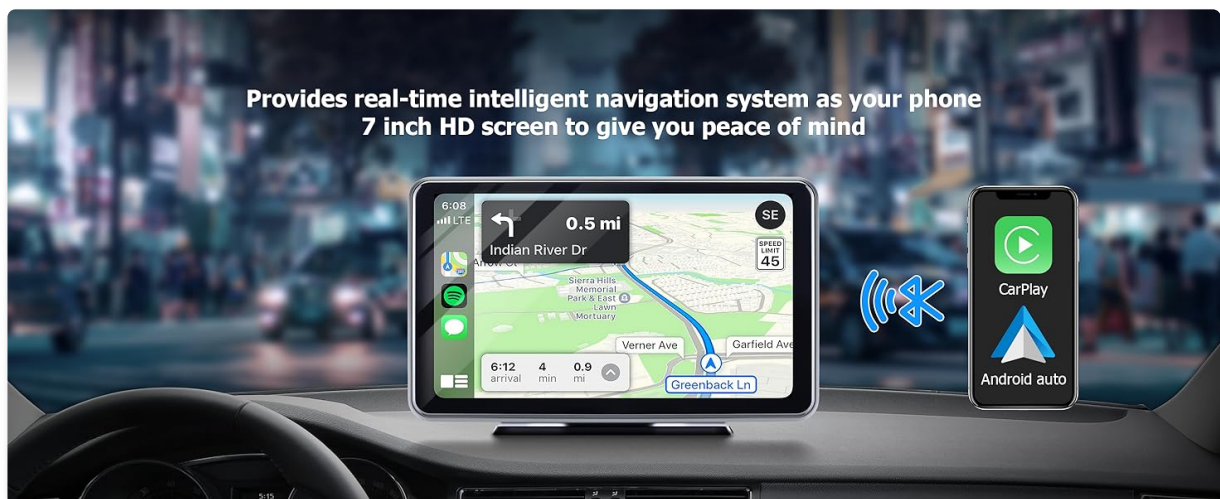 Provides real-time intelligent navigation system as your phone
7 inch HD screen to give you peace of mind
6:08
LTE
0.5 mi
Indian River Dr
SE
SPEED
LIMIT
45
Sierra Hills
Memorial
Park & East
Lawn
Mortuary
Verner Ave
Garfield Ave
Greenback Ln
6:12 4 0.9
arrival min mi
CarPlay
Android auto
5:15